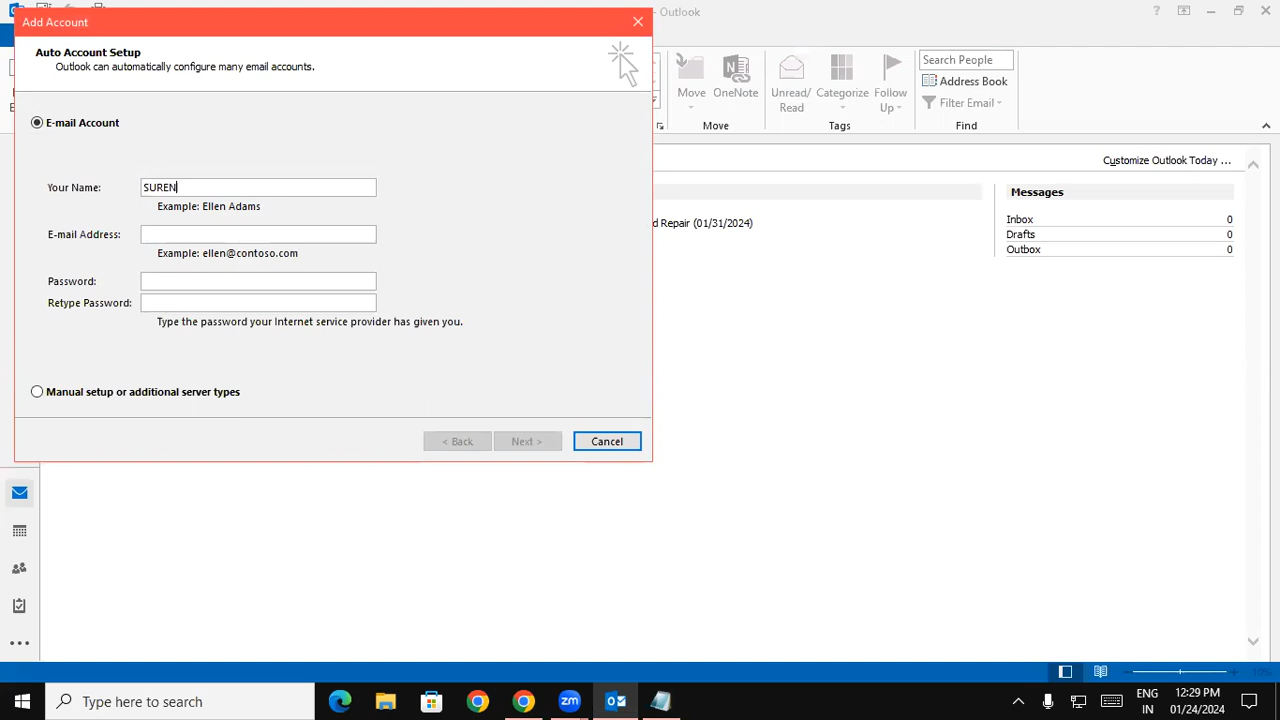 - Outlook
Add Account
Auto Account Setup
Outlook can automatically configure many email accounts.
E-mail Account
Your Name: SUREN
Example: Ellen Adams
E-mail Address:
Example: ellen@contoso.com
Password:
Retype Password:
Type the password your Internet service provider has given you.
Manual setup or additional server types
< Back
Next >
Cancel
Move
OneNote
Unread/
Read
Categorize
Follow
Up
Search People
Address Book
Filter Email
Move
Tags
Find
Customize Outlook Today ...
d Repair (01/31/2024)
Messages
Inbox 0
Drafts 0
Outbox 0
Type here to search
ENG
IN
12:29 PM
01/24/2024